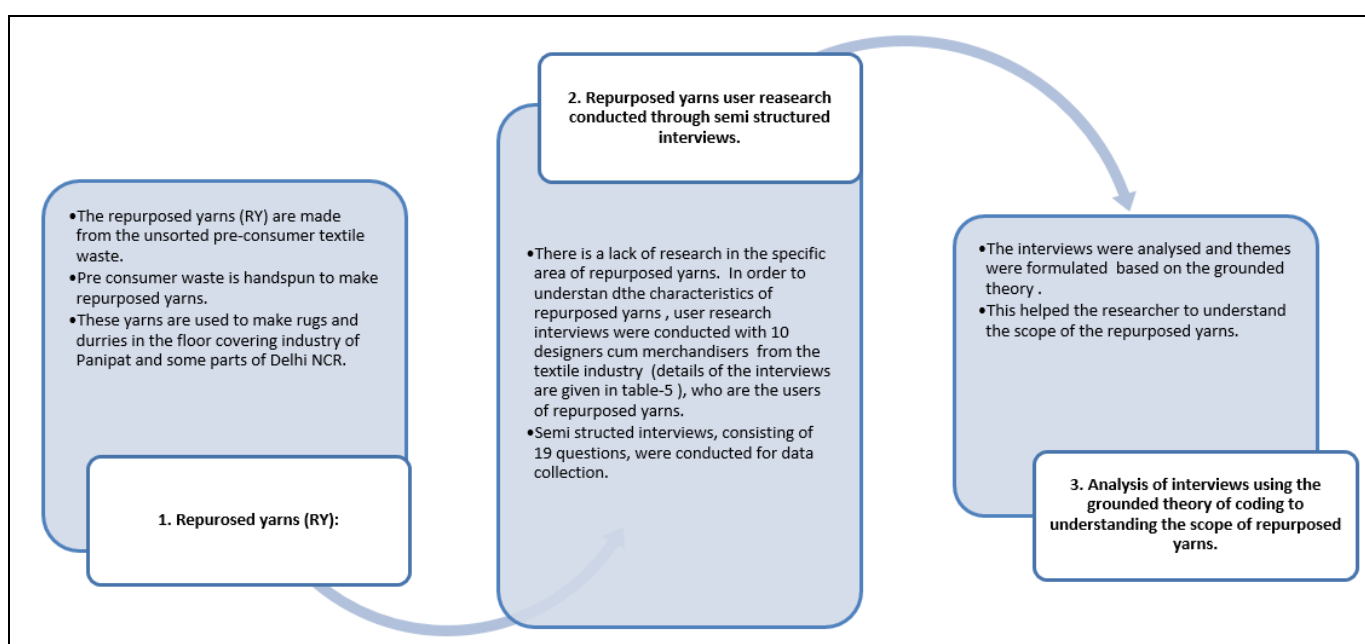 •The repurposed yarns (RY) are made
from the unsorted pre-consumer textile
waste.
•Pre consumer waste is handspun to make
repurposed yarns.
•These yarns are used to make rugs and
durries in the floor covering industry of
Panipat and some parts of Delhi NCR.
1. Repurosed yarns (RY):
2. Repurposed yarns user reasearch
conducted through semi structured
interviews.
•There is a lack of research in the specific
area of repurposed yarns. In order to
understan dthe characteristics of
repurposed yarns , user research
interviews were conducted with 10
designers cum merchandisers from the
textile industry (details of the interviews
are given in table-5 ), who are the users
of repurposed yarns.
•Semi structed interviews, consisting of
19 questions, were conducted for data
collection.
•The interviews were analysed and themes
were formulated based on the grounded
theory .
•This helped the researcher to understand
the scope of the repurposed yarns.
3. Analysis of interviews using the
grounded theory of coding to
understanding the scope of repurposed
yarns.